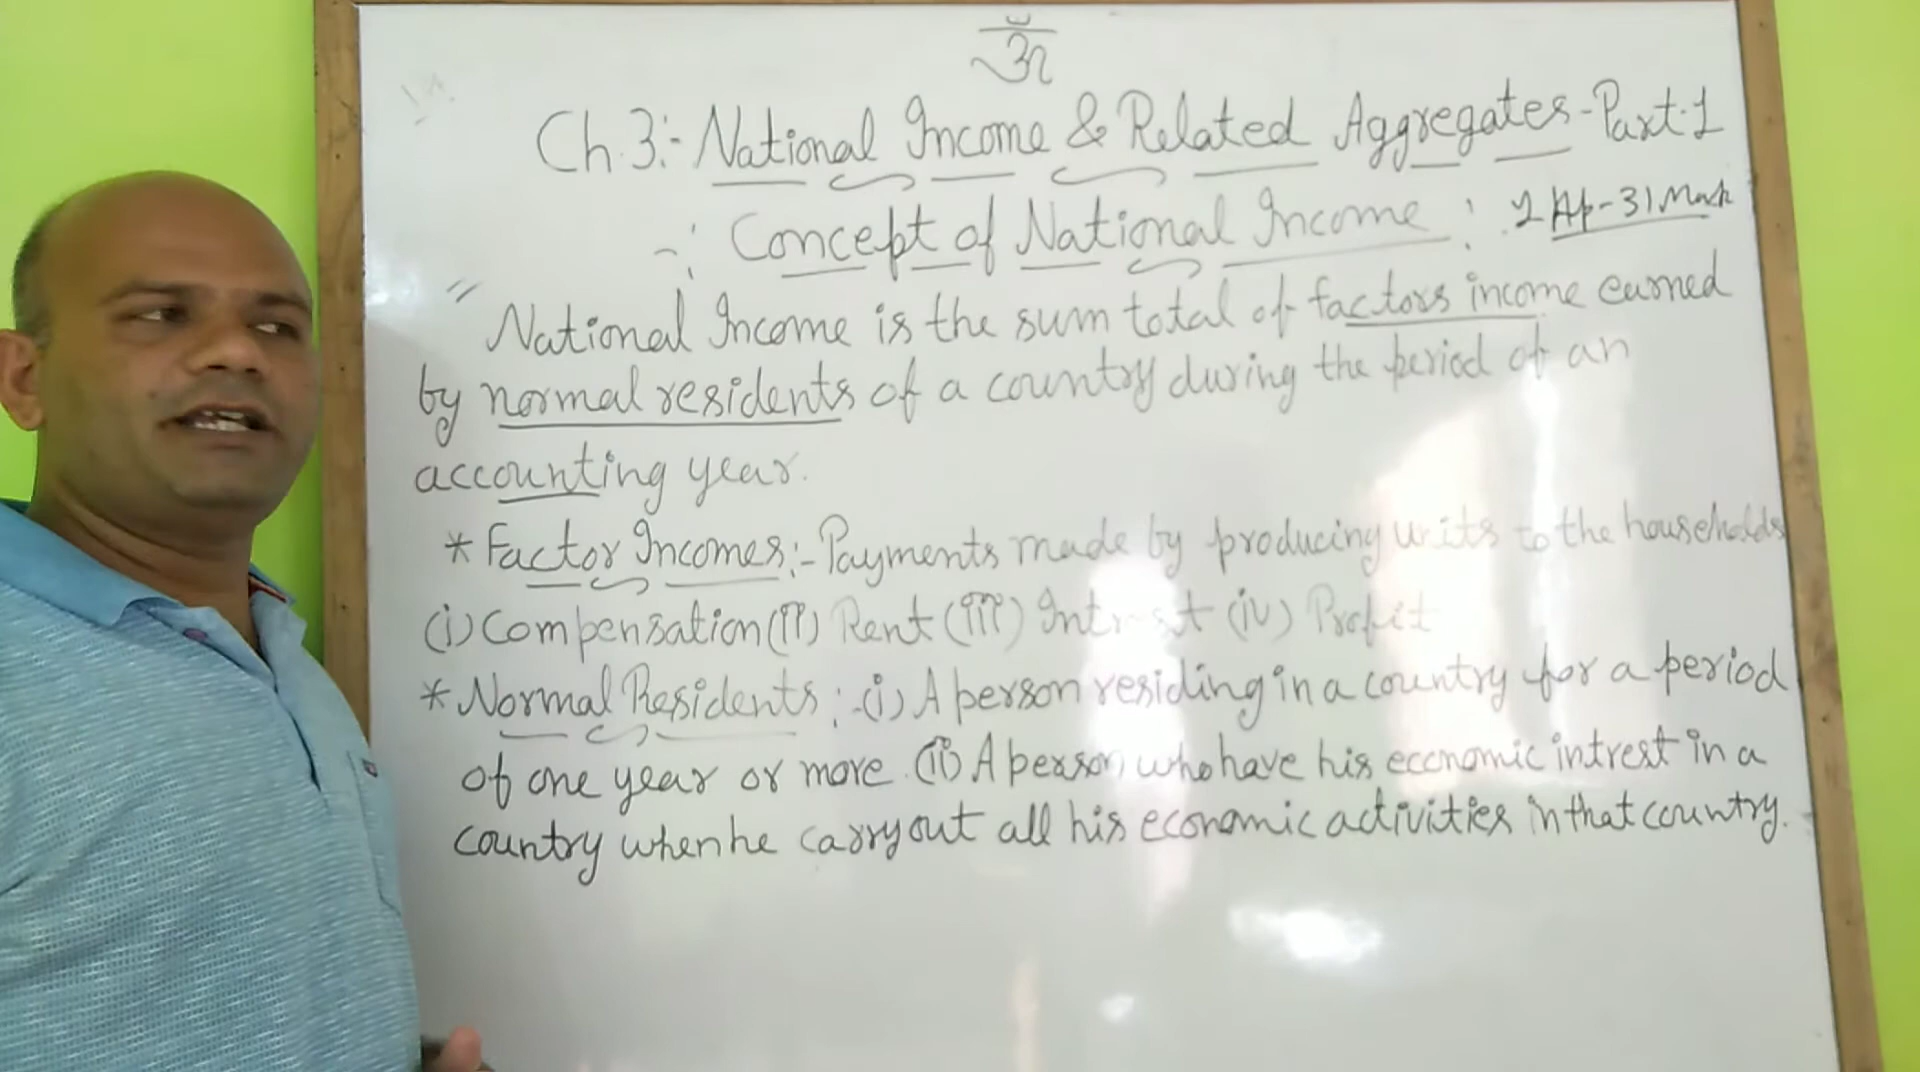 ॐ
Ch.3:- National Income & Related Aggregates-Part-1
-: Concept of National Income : 1 Ap-31 March
National Income is the sum total of factors income earned
by normal residents of a country during the period of an
accounting year.
* Factor Incomes:- Payments made by producing units to the households
(i) Compensation (ii) Rent (iii) Intrest (iv) Profit
* Normal Residents :-(i) A person residing in a country for a period
of one year or more. (ii) A person who have his economic intrest in a
country when he carry out all his economic activities in that country.